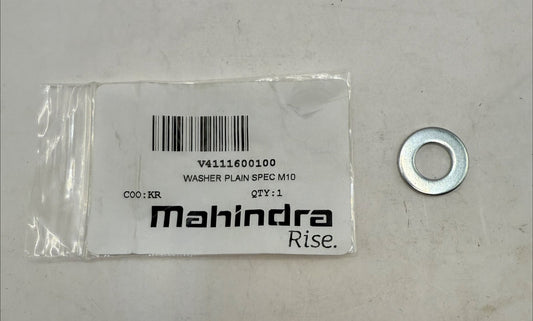 V4111600100
WASHER PLAIN SPEC M10
COO:KR QTY:1
Mahindra
Rise.